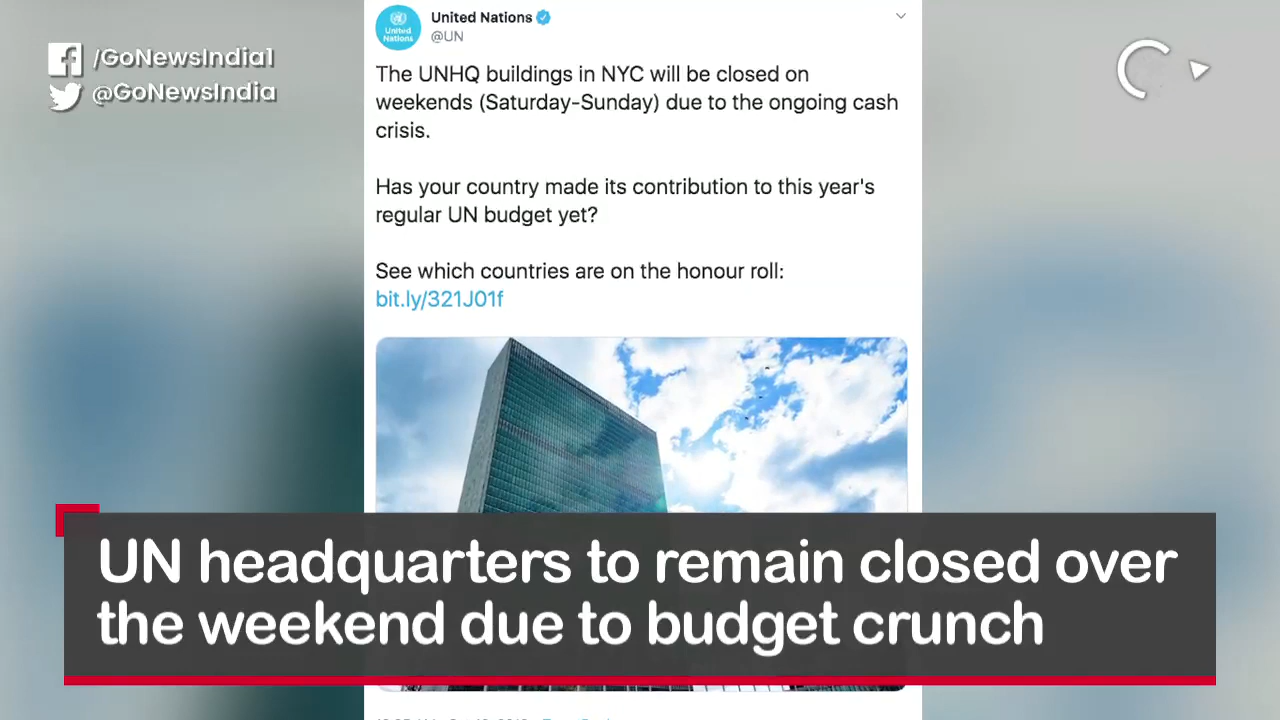 /GoNewsIndia1
@GoNewsIndia
United Nations
United Nations
@UN
The UNHQ buildings in NYC will be closed on
weekends (Saturday-Sunday) due to the ongoing cash
crisis.
Has your country made its contribution to this year's
regular UN budget yet?
See which countries are on the honour roll:
bit.ly/321J01f
UN headquarters to remain closed over
the weekend due to budget crunch